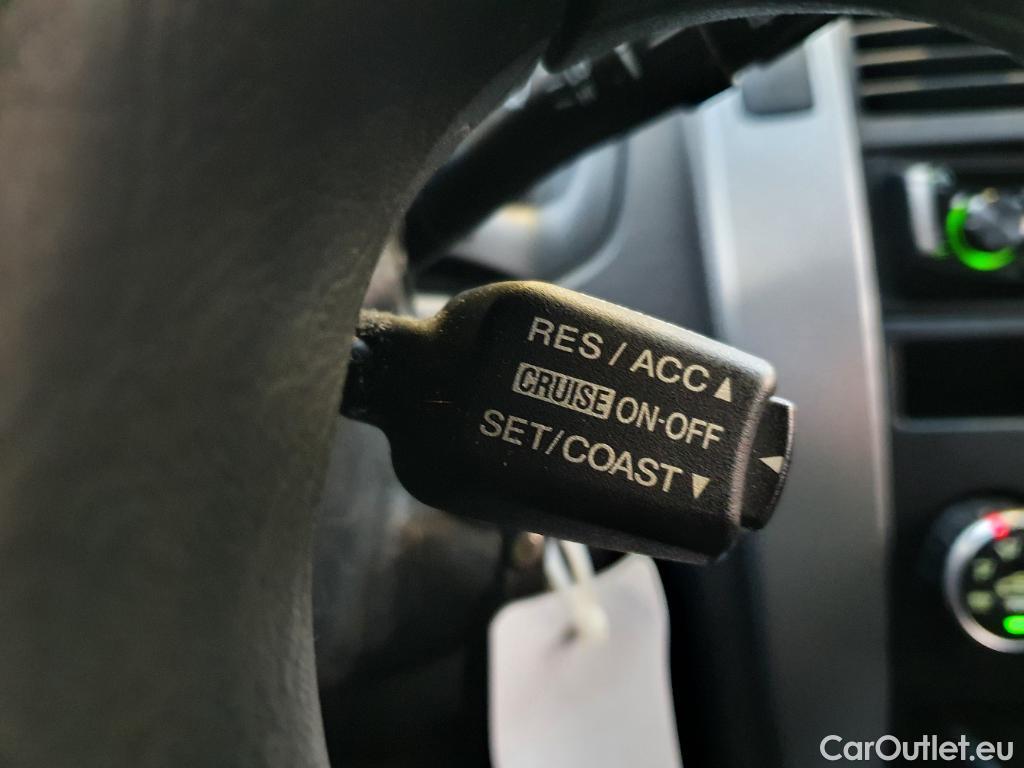 RES / ACC ▲
CRUISE ON-OFF
SET/COAST ▼
CarOutlet.eu